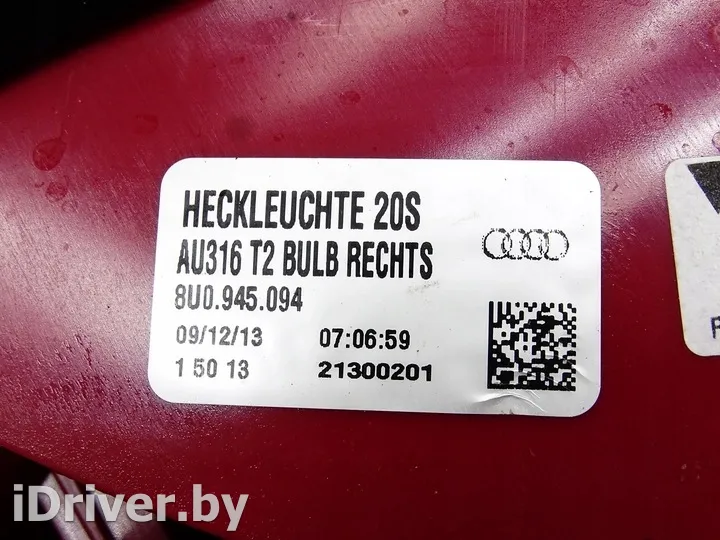 HECKLEUCHTE 20S
AU316 T2 BULB RECHTS
8U0.945.094
09/12/13 07:06:59
1 50 13 21300201
iDriver.by